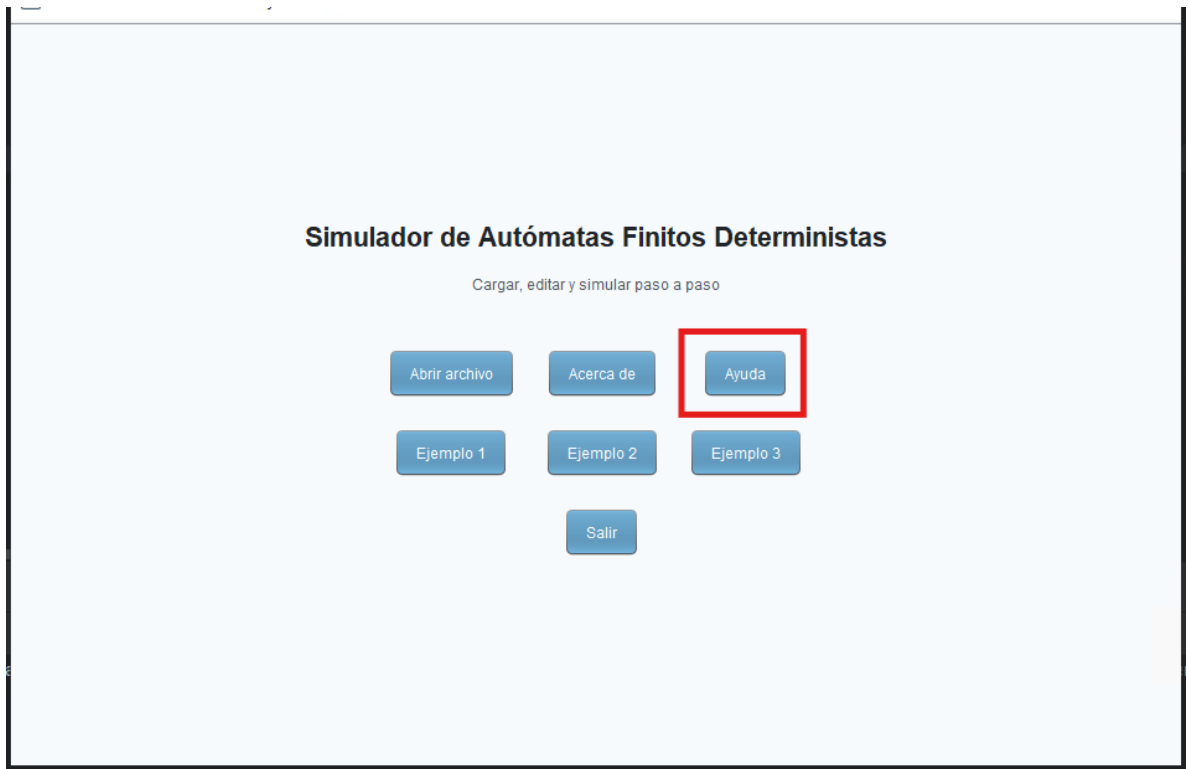 Simulador de Autómatas Finitos Deterministas
Cargar, editar y simular paso a paso
Abrir archivo Acerca de Ayuda
Ejemplo 1 Ejemplo 2 Ejemplo 3
Salir